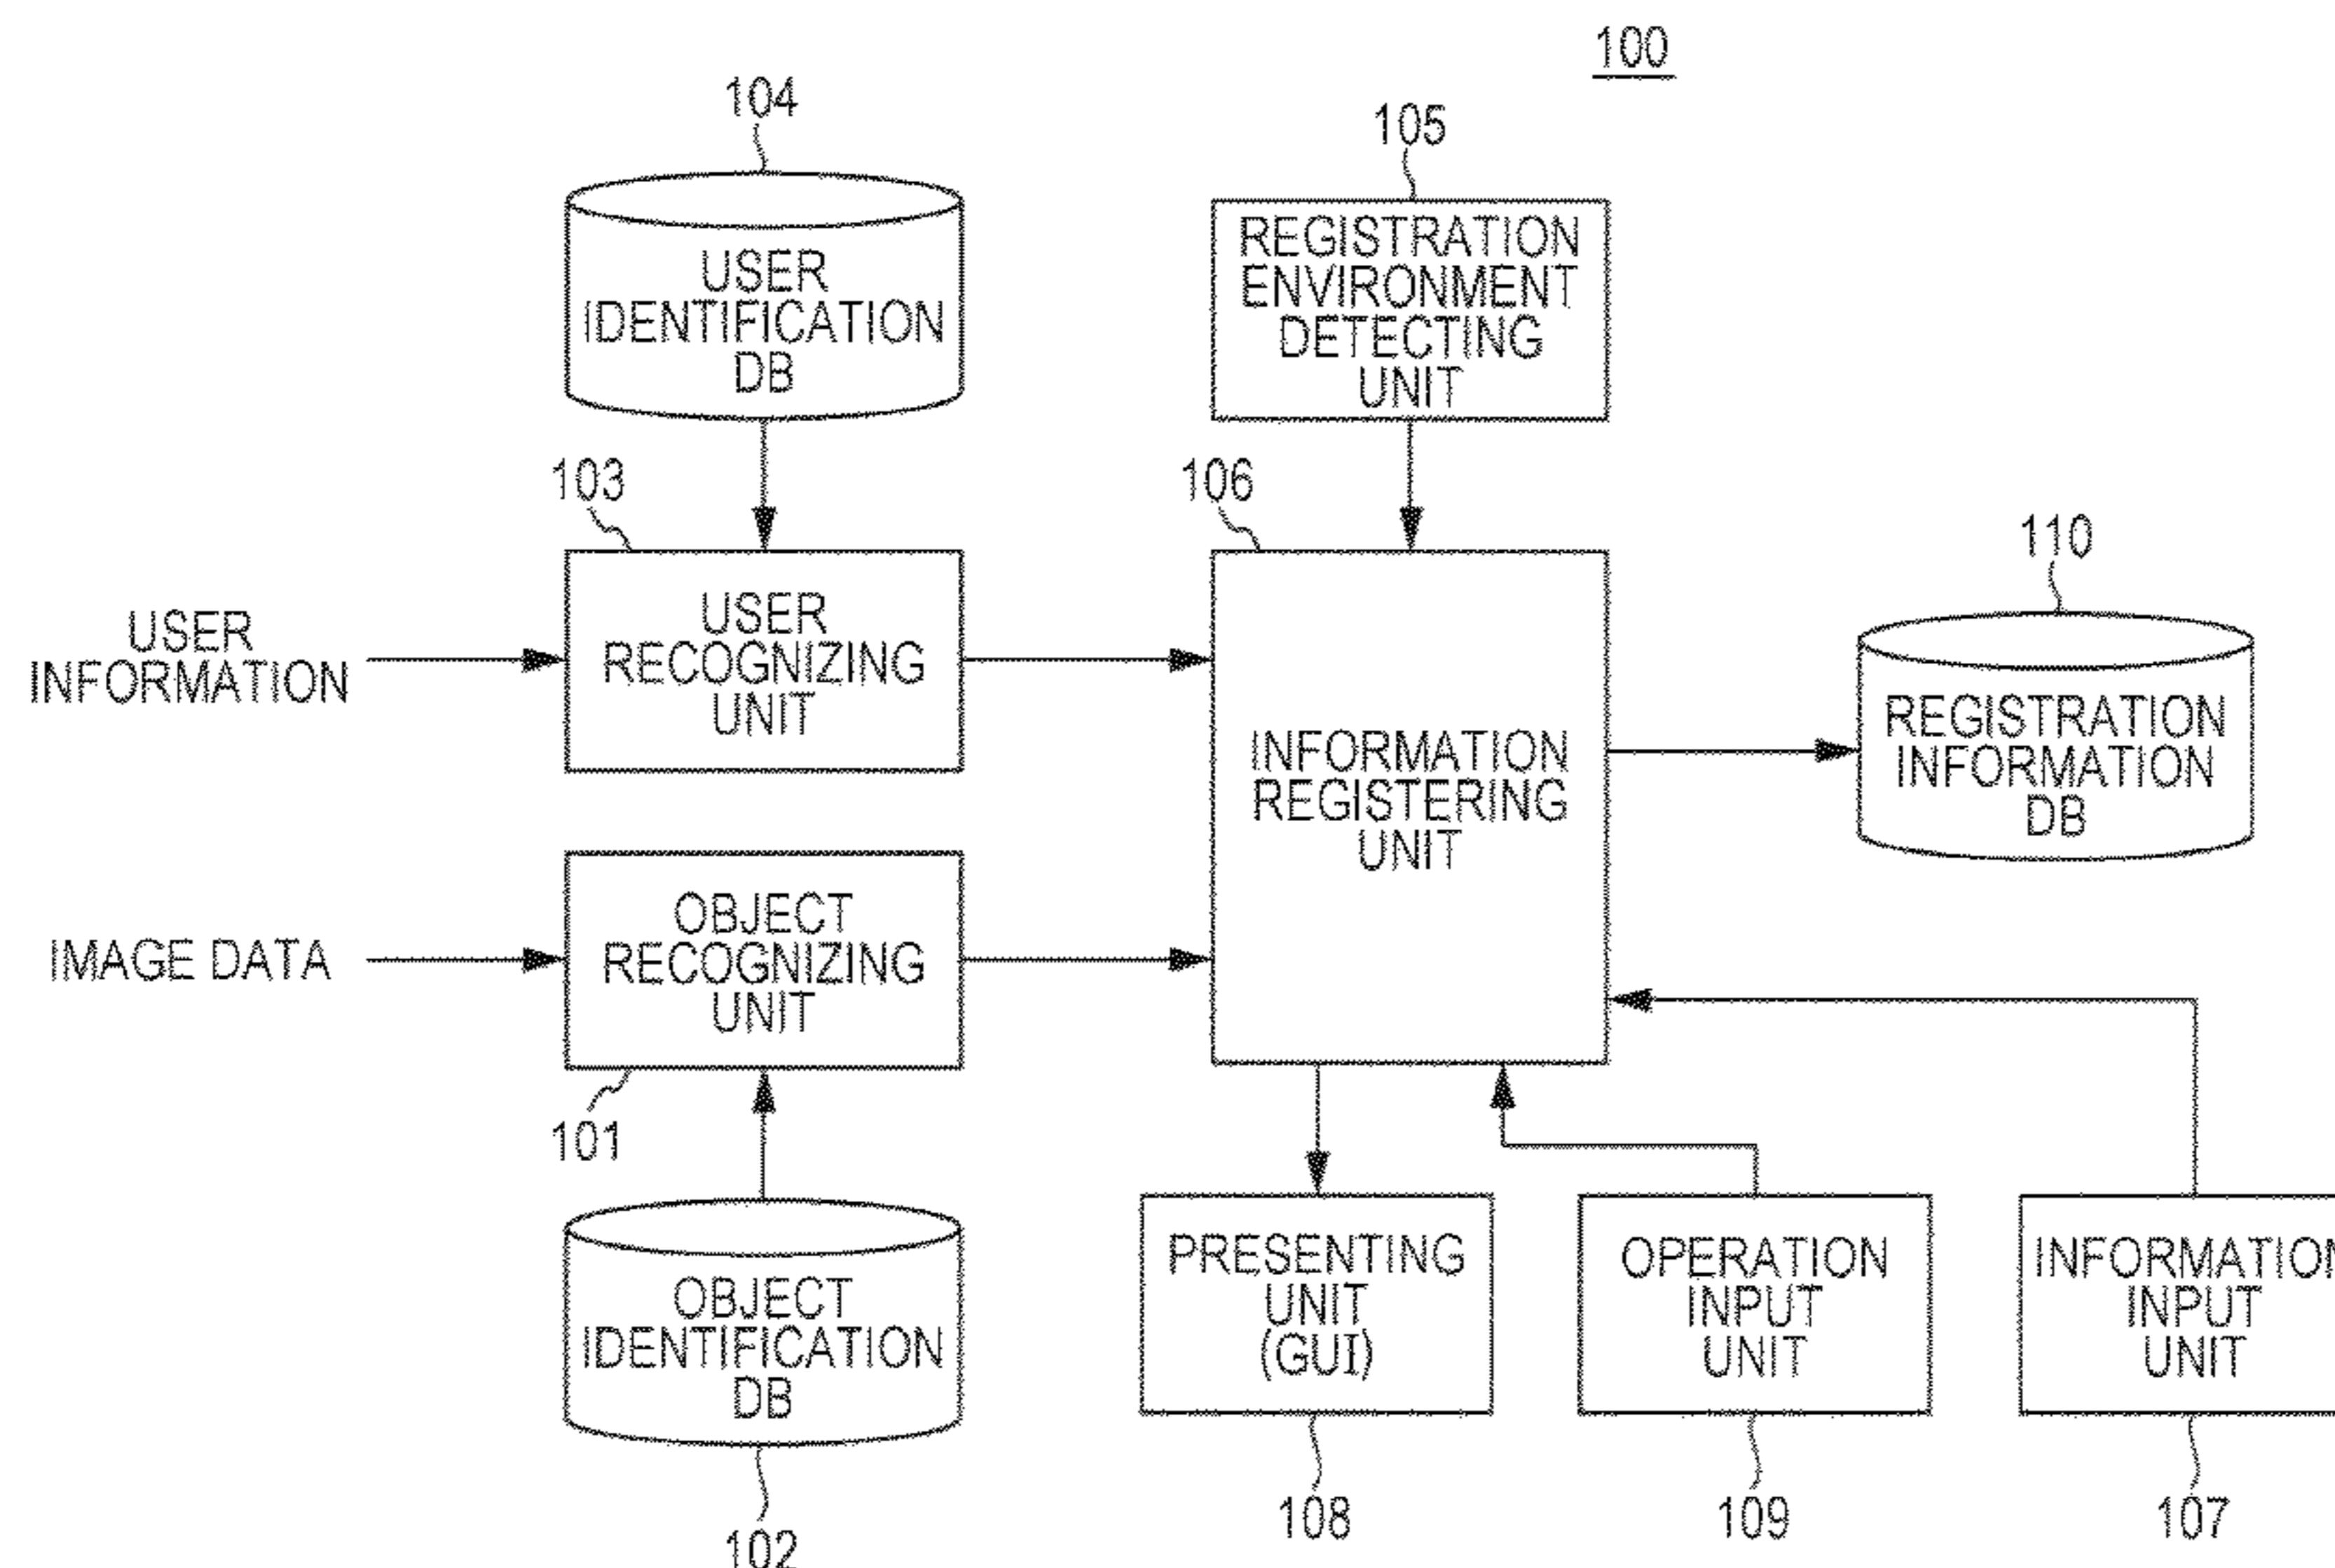 100
104
105
USER
IDENTIFICATION
DB
REGISTRATION
ENVIRONMENT
DETECTING
UNIT
103
106
110
USER
INFORMATION
USER
RECOGNIZING
UNIT
INFORMATION
REGISTERING
UNIT
REGISTRATION
INFORMATION
DB
IMAGE DATA
OBJECT
RECOGNIZING
UNIT
101
OBJECT
IDENTIFICATION
DB
102
PRESENTING
UNIT
(GUI)
108
OPERATION
INPUT
UNIT
109
INFORMATION
INPUT
UNIT
107